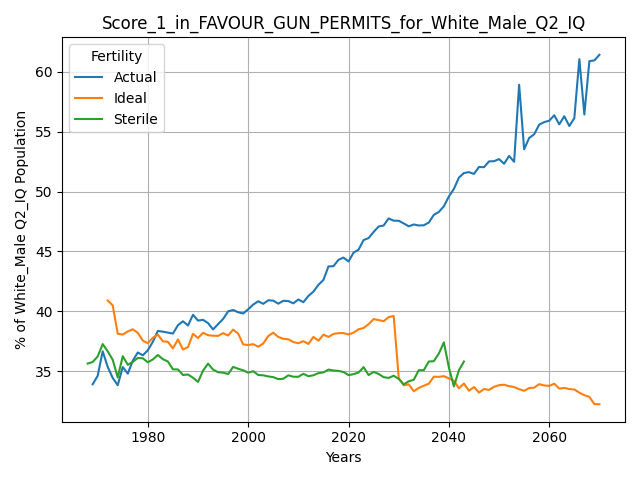 Score_1_in_FAVOUR_GUN_PERMITS_for_White_Male_Q2_IQ
Fertility
Actual
Ideal
Sterile
% of White_Male Q2_IQ Population
60
55
50
45
40
35
1980
2000
2020
2040
2060
Years